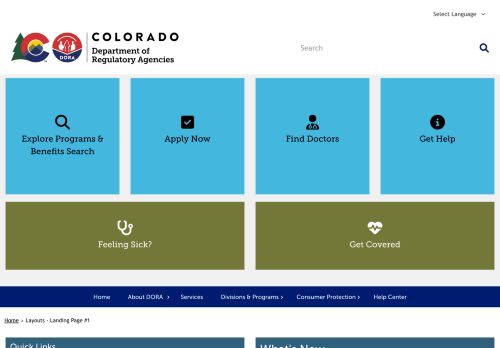 Select Language
COLORADO
Department of
Regulatory Agencies
DORA
Search
Explore Programs &
Benefits Search
Apply Now
Find Doctors
Get Help
Feeling Sick?
Get Covered
Home About DORA Services Divisions & Programs Consumer Protection Help Center
Home > Layouts - Landing Page #1
Quick Links
What's New